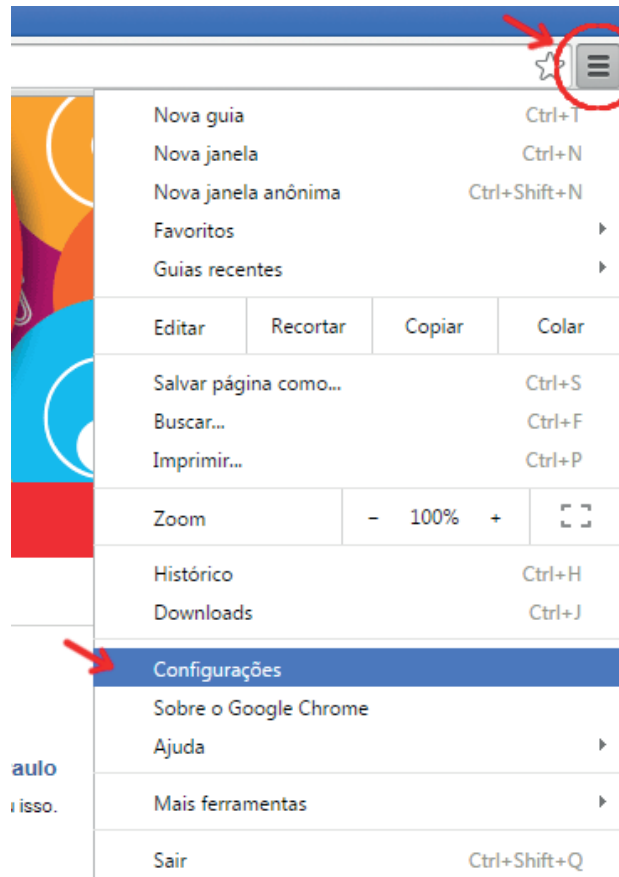 Nova guia Ctrl+T
Nova janela Ctrl+N
Nova janela anônima Ctrl+Shift+N
Favoritos
Guias recentes
Editar Recortar Copiar Colar
Salvar página como... Ctrl+S
Buscar... Ctrl+F
Imprimir... Ctrl+P
Zoom - 100% +
Histórico Ctrl+H
Downloads Ctrl+J
Configurações
Sobre o Google Chrome
Ajuda
aulo
isso.
Mais ferramentas
Sair Ctrl+Shift+Q